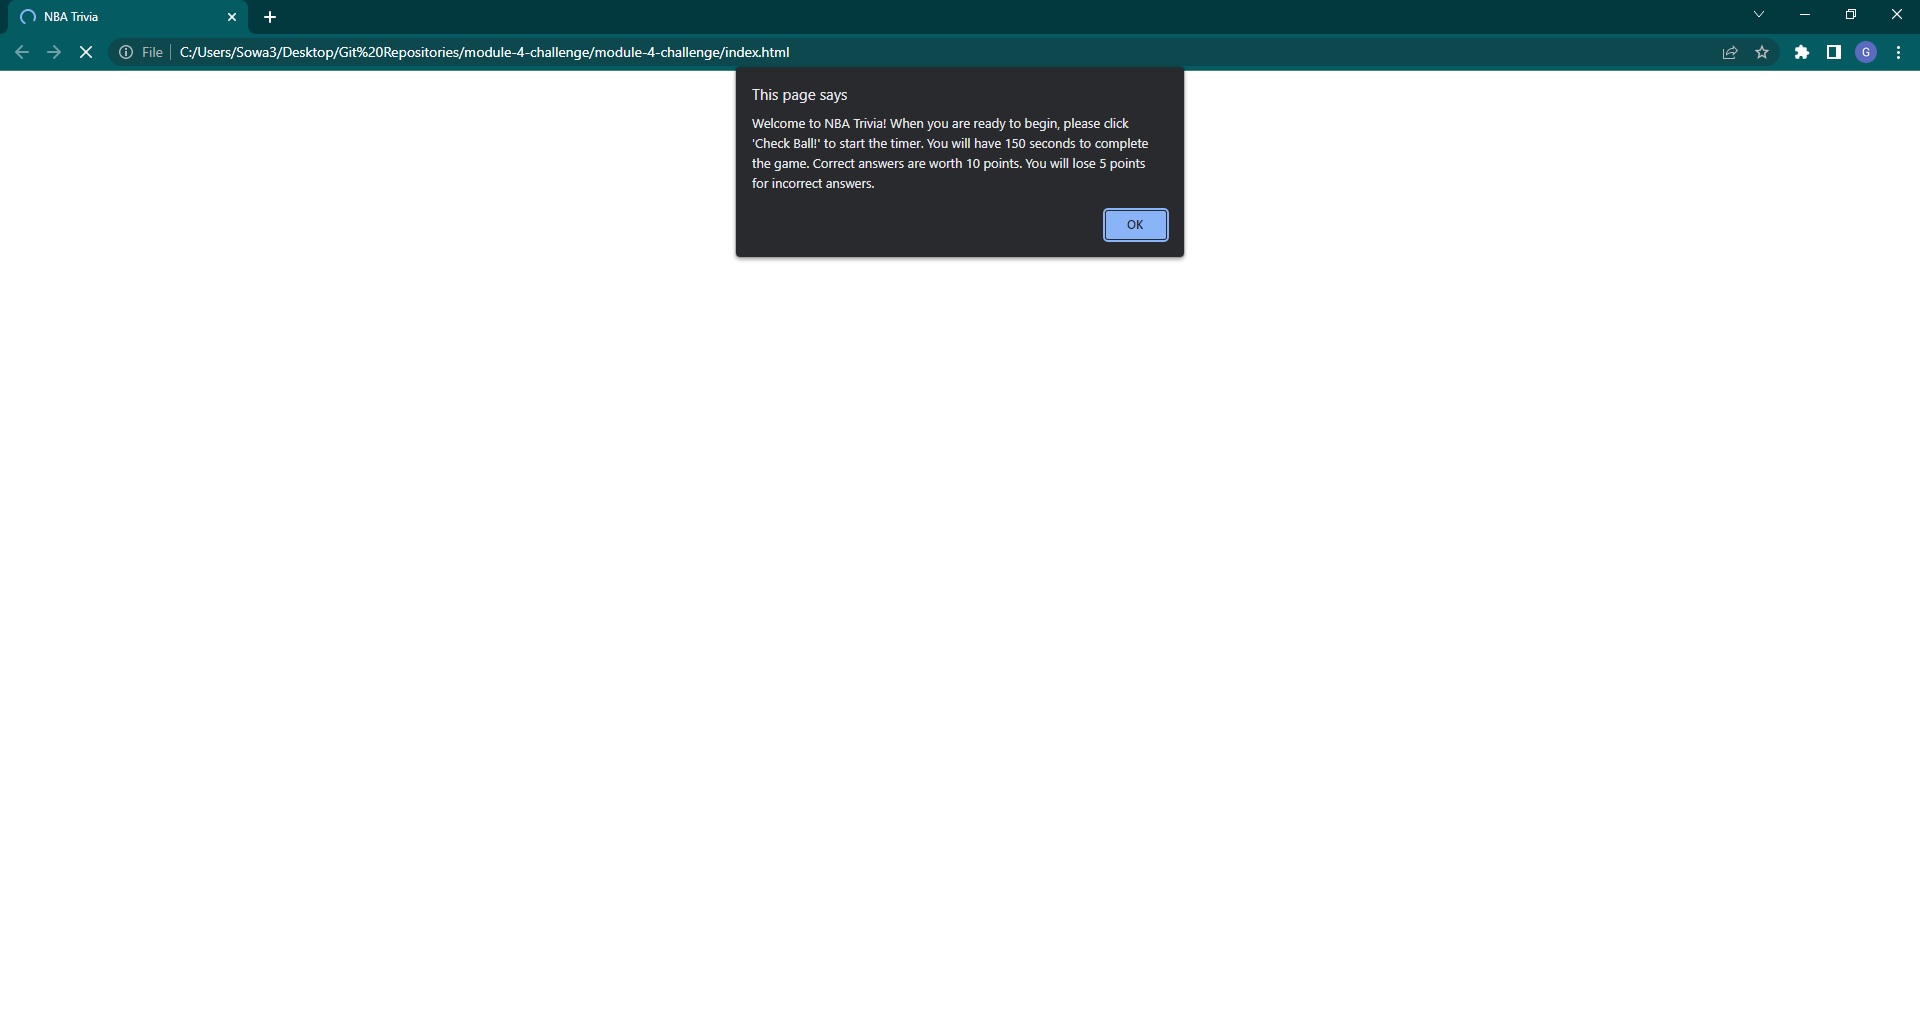 NBA Trivia
File
C:/Users/Sowa3/Desktop/Git%20Repositories/module-4-challenge/module-4-challenge/index.html
G
This page says
Welcome to NBA Trivia! When you are ready to begin, please click
'Check Ball!' to start the timer. You will have 150 seconds to complete
the game. Correct answers are worth 10 points. You will lose 5 points
for incorrect answers.
OK